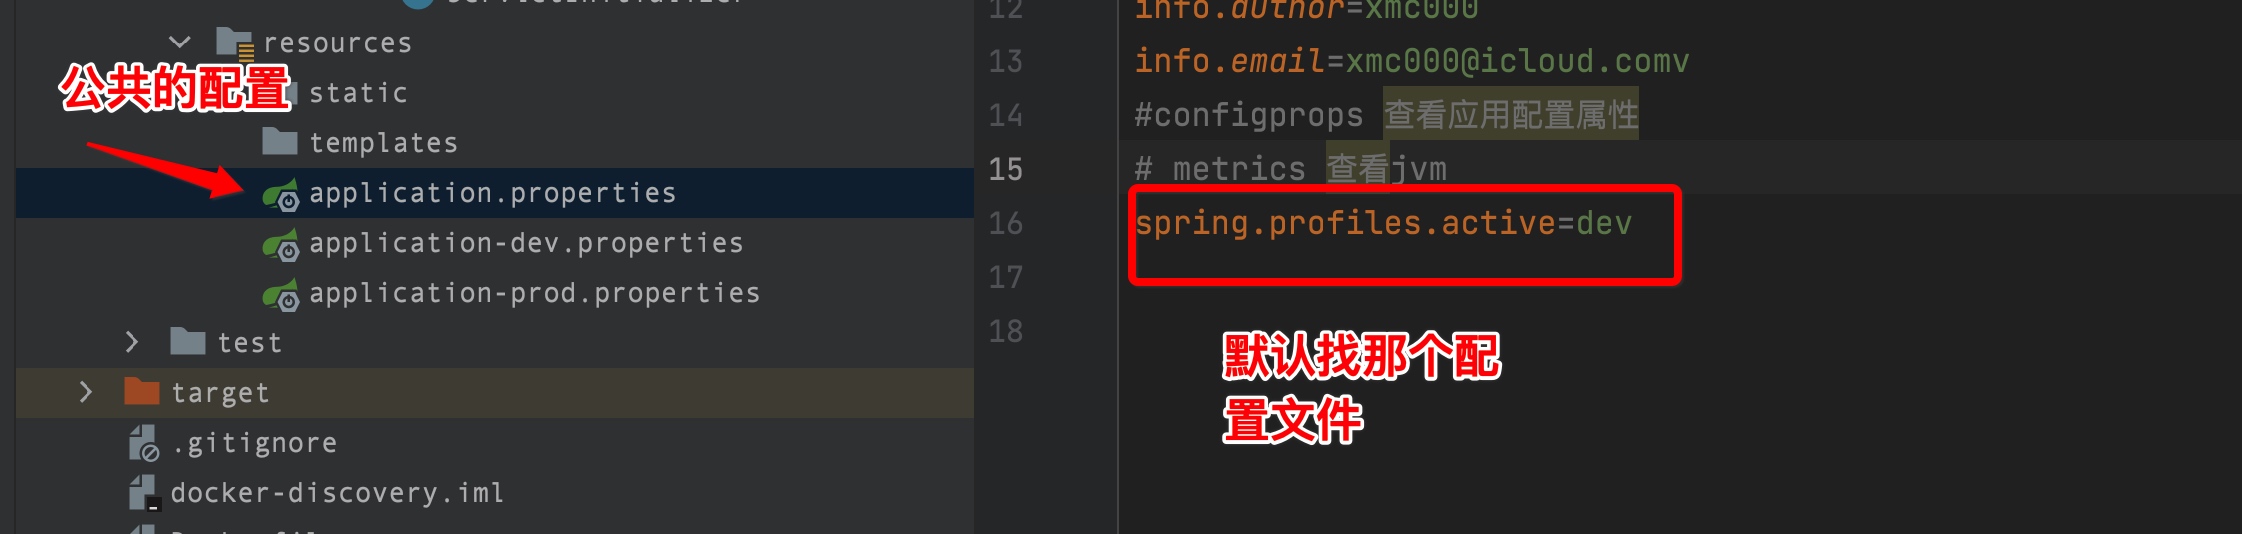 resources
公共的配置
static
templates
application.properties
application-dev.properties
application-prod.properties
test
target
.gitignore
docker-discovery.iml
12 info.author=xmc000
13 info.email=xmc000@icloud.comv
14 #configprops 查看应用配置属性
15 # metrics 查看jvm
16 spring.profiles.active=dev
17
18
默认找那个配
置文件